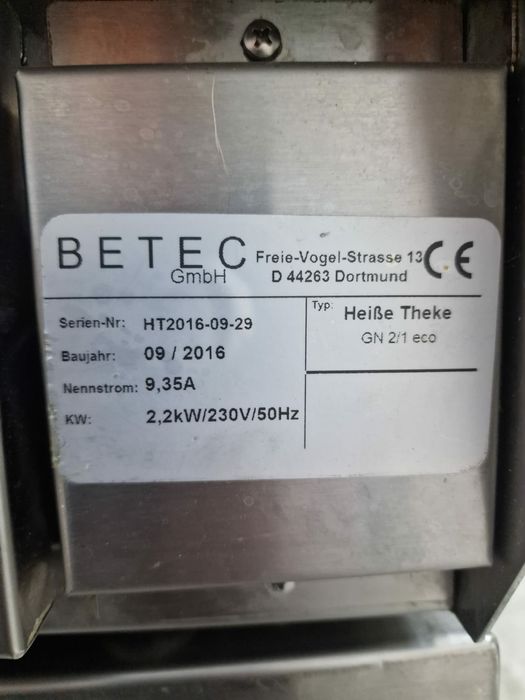 BETEC
GmbH
Freie-Vogel-Strasse 13
D 44263 Dortmund
CE
Serien-Nr: HT2016-09-29
Baujahr: 09 / 2016
Nennstrom: 9,35A
KW: 2,2kW/230V/50Hz
Typ: Heiße Theke
GN 2/1 eco